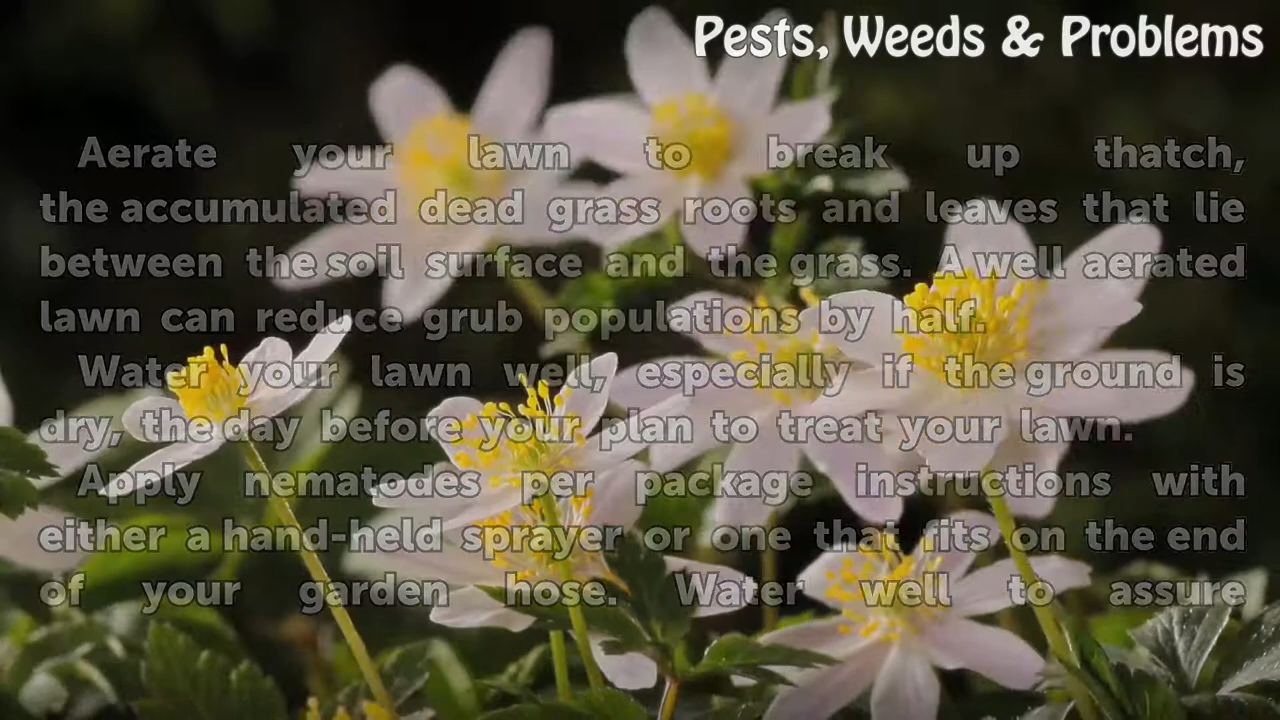 Pests, Weeds & Problems
Aerate your lawn to break up thatch,
the accumulated dead grass roots and leaves that lie
between the soil surface and the grass. A well aerated
lawn can reduce grub populations by half.
Water your lawn well, especially if the ground is
dry, the day before your plan to treat your lawn.
Apply nematodes per package instructions with
either a hand-held sprayer or one that fits on the end
of your garden hose. Water well to assure